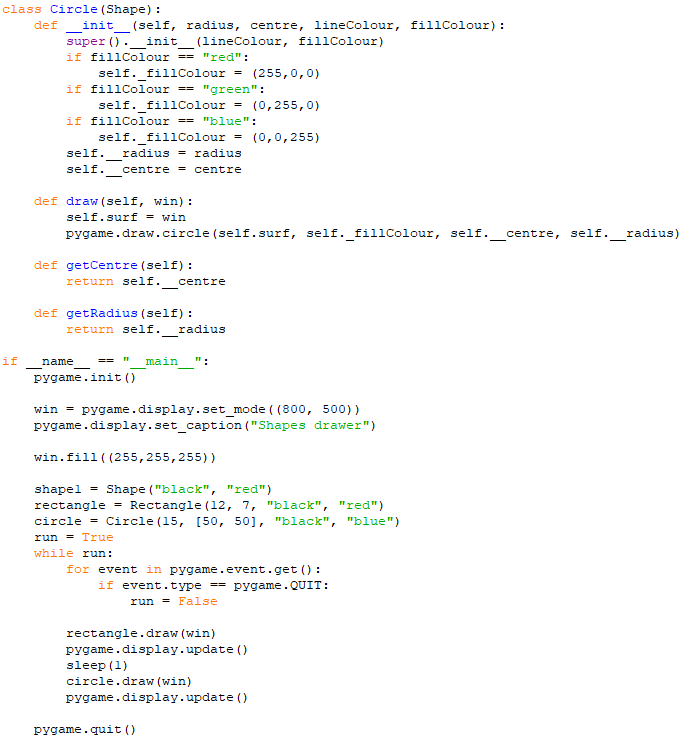 class Circle(Shape):
    def __init__(self, radius, centre, lineColour, fillColour):
        super().__init__(lineColour, fillColour)
        if fillColour == "red":
            self._fillColour = (255,0,0)
        if fillColour == "green":
            self._fillColour = (0,255,0)
        if fillColour == "blue":
            self._fillColour = (0,0,255)
        self.__radius = radius
        self.__centre = centre

    def draw(self, win):
        self.surf = win
        pygame.draw.circle(self.surf, self._fillColour, self.__centre, self.__radius)

    def getCentre(self):
        return self.__centre

    def getRadius(self):
        return self.__radius

if __name__ == "__main__":
    pygame.init()

    win = pygame.display.set_mode((800, 500))
    pygame.display.set_caption("Shapes drawer")

    win.fill((255,255,255))

    shape1 = Shape("black", "red")
    rectangle = Rectangle(12, 7, "black", "red")
    circle = Circle(15, [50, 50], "black", "blue")
    run = True
    while run:
        for event in pygame.event.get():
            if event.type == pygame.QUIT:
                run = False

        rectangle.draw(win)
        pygame.display.update()
        sleep(1)
        circle.draw(win)
        pygame.display.update()

    pygame.quit()